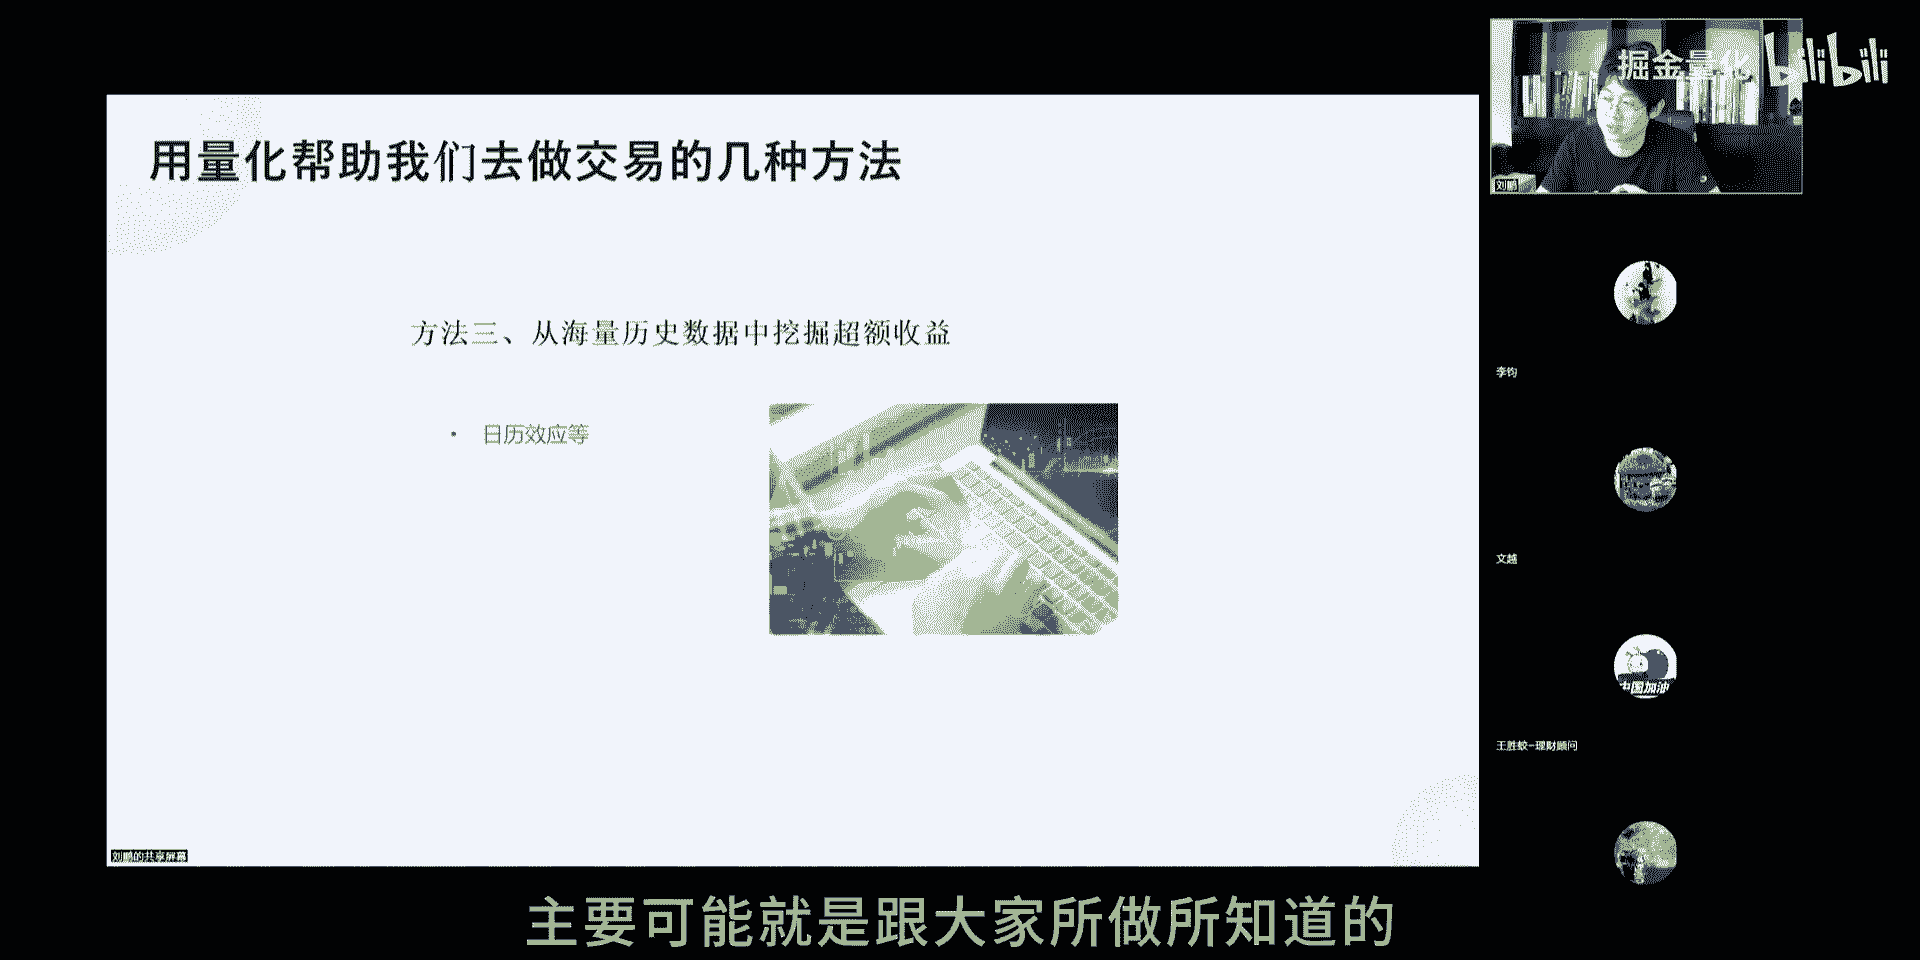 掘金量化 bilibili
用量化帮助我们去做交易的几种方法
刘鹏
方法三、从海量历史数据中挖掘超额收益
李钧
• 日历效应等
文越
中国加油
王胜蛟-理财顾问
刘鹏的共享屏幕
主要可能就是跟大家所做所知道的